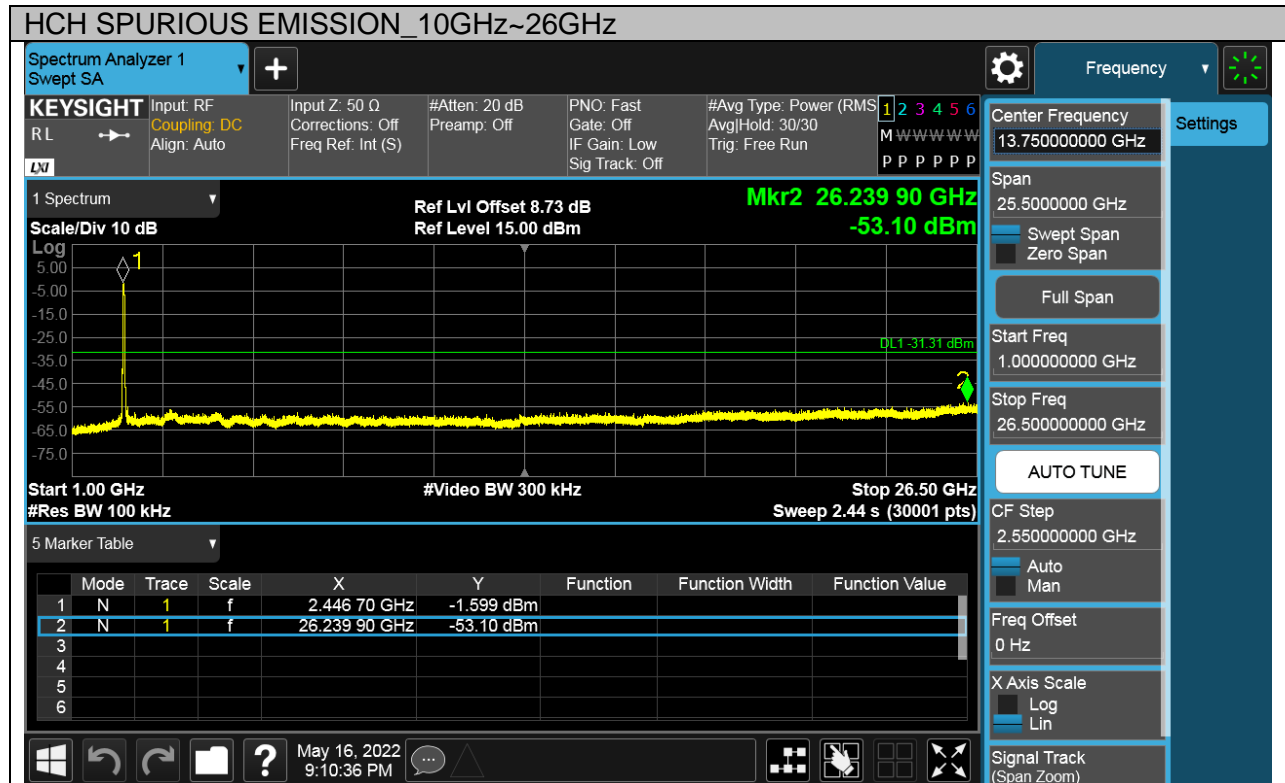 HCH SPURIOUS EMISSION_10GHz~26GHz
Spectrum Analyzer 1
Swept SA
Frequency
KEYSIGHT
RL
LXI
Input: RF
Coupling: DC
Align: Auto
Input Z: 50 Ω
Corrections: Off
Freq Ref: Int (S)
#Atten: 20 dB
Preamp: Off
PNO: Fast
Gate: Off
IF Gain: Low
Sig Track: Off
#Avg Type: Power (RMS
Avg|Hold: 30/30
Trig: Free Run
1 2 3 4 5 6
M W W W W W
P P P P P P
1 Spectrum
Scale/Div 10 dB
Ref Lvl Offset 8.73 dB
Ref Level 15.00 dBm
Mkr2 26.239 90 GHz
-53.10 dBm
Log
5.00
-5.00
-15.0
-25.0
-35.0
-45.0
-55.0
-65.0
-75.0
1
DL1 -31.31 dBm
2
Start 1.00 GHz
#Video BW 300 kHz
Stop 26.50 GHz
#Res BW 100 kHz
Sweep 2.44 s (30001 pts)
5 Marker Table
Mode Trace Scale X Y Function Function Width Function Value
1 N 1 f 2.446 70 GHz -1.599 dBm
2 N 1 f 26.239 90 GHz -53.10 dBm
3
4
5
6
?
May 16, 2022
9:10:36 PM
Center Frequency
13.750000000 GHz
Settings
Span
25.5000000 GHz
Swept Span
Zero Span
Full Span
Start Freq
1.000000000 GHz
Stop Freq
26.500000000 GHz
AUTO TUNE
CF Step
2.550000000 GHz
Auto
Man
Freq Offset
0 Hz
X Axis Scale
Log
Lin
Signal Track
(Span Zoom)